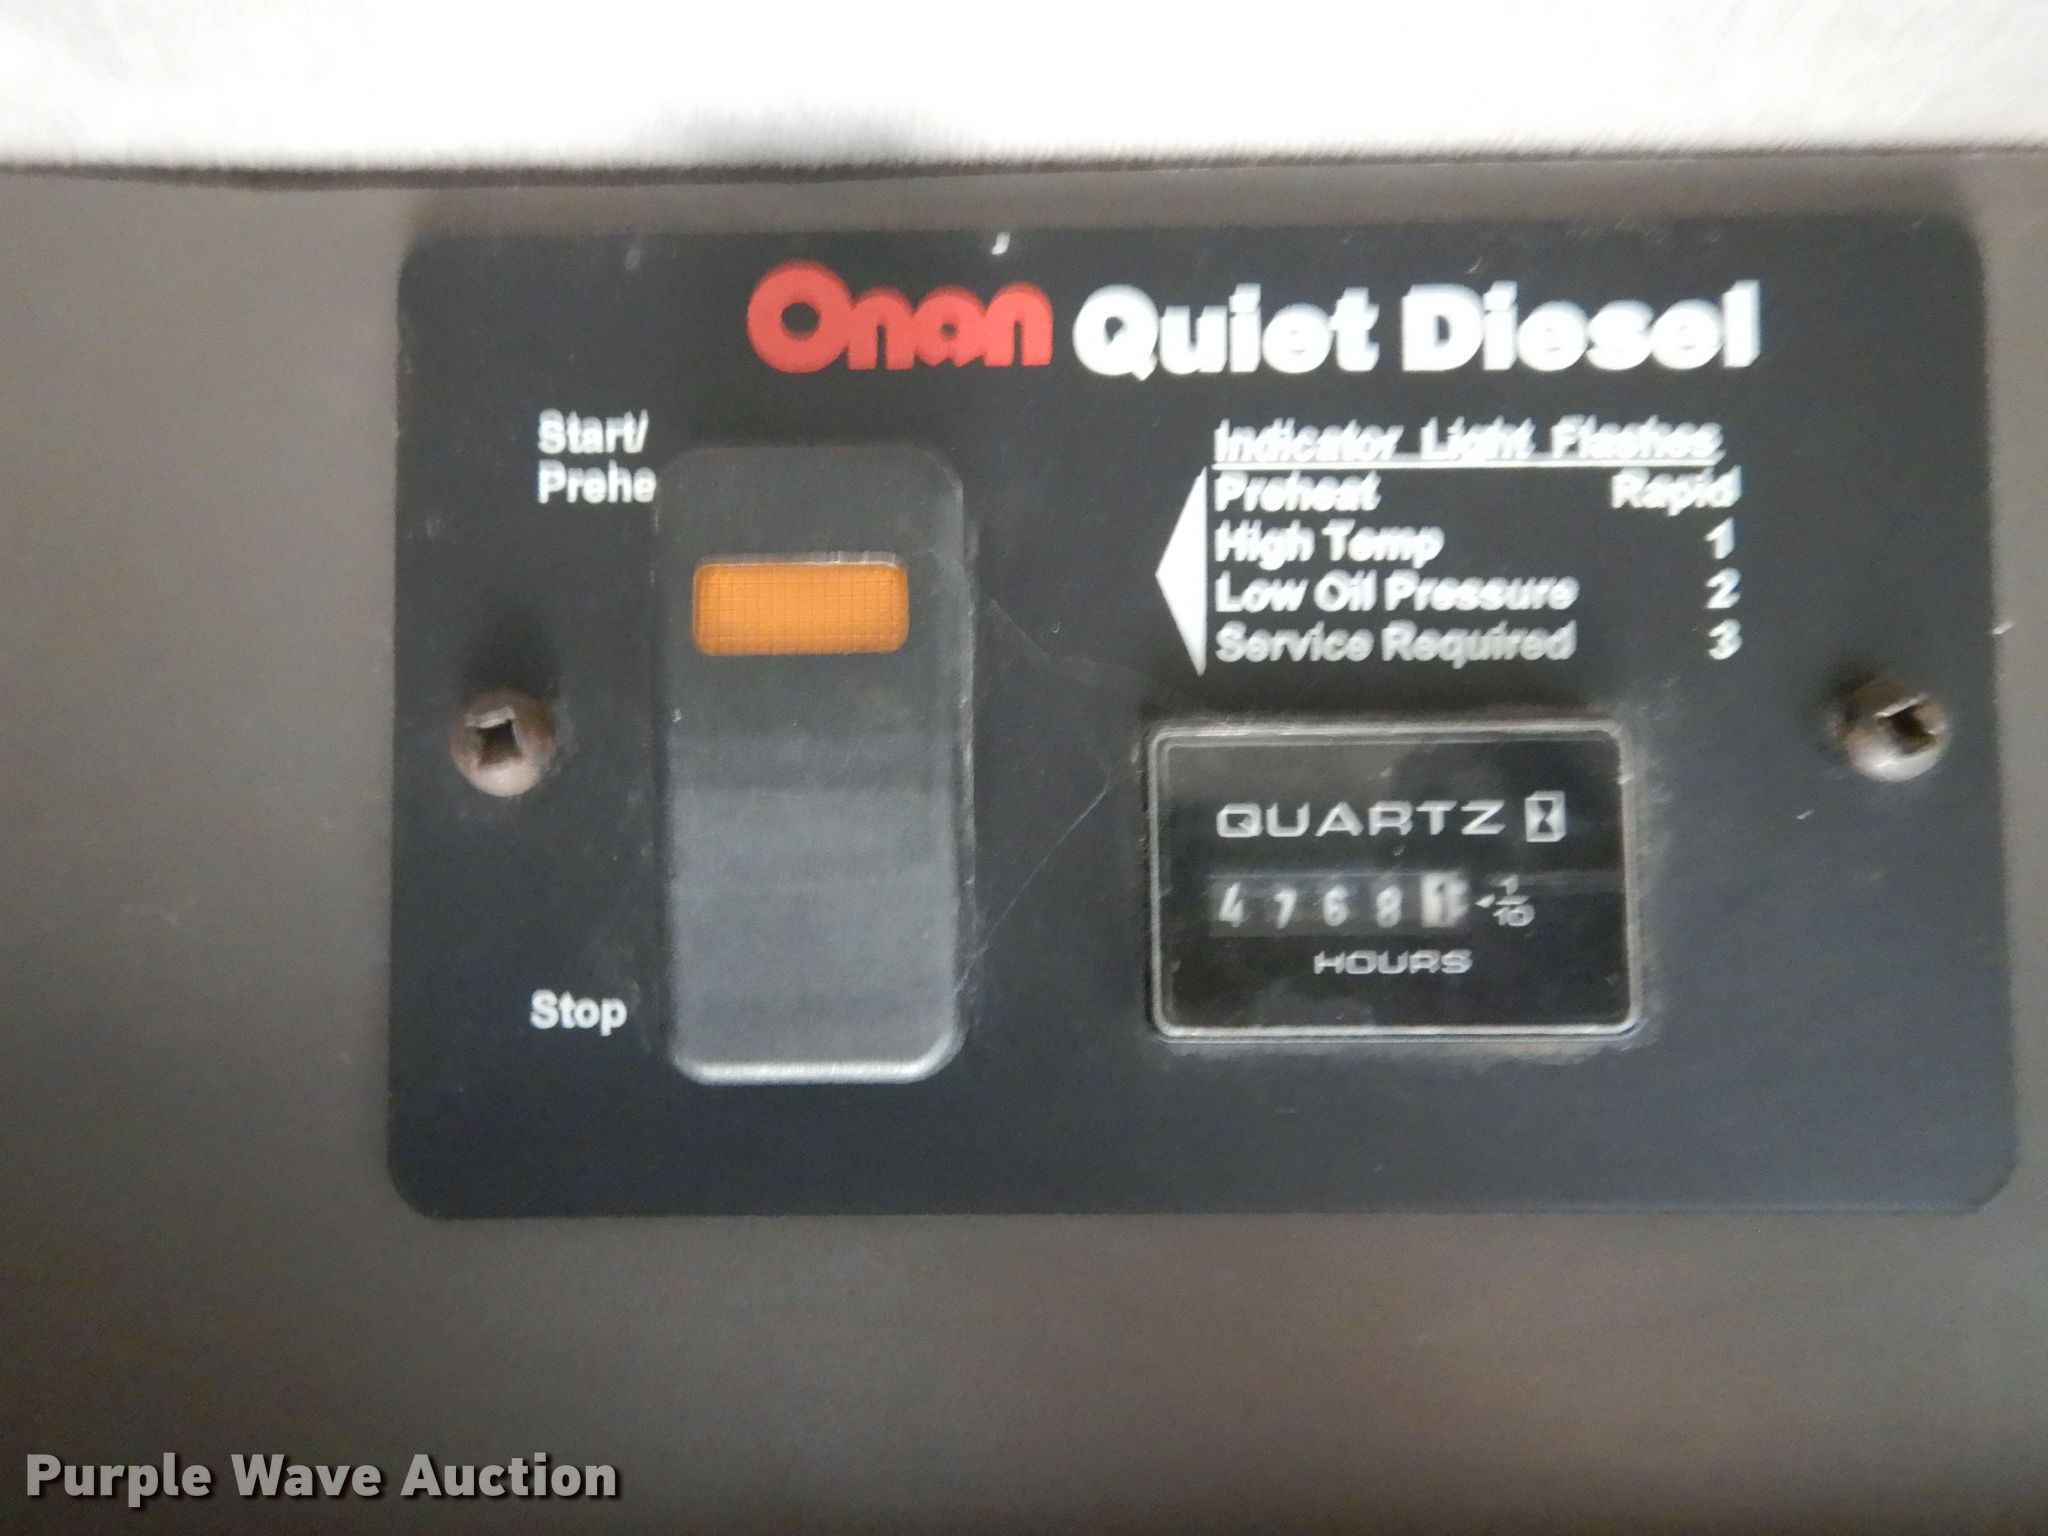 Onan Quiet Diesel
Start/
Prehe
Indicator Light Flashes
Preheat Rapid
High Temp 1
Low Oil Pressure 2
Service Required 3
QUARTZ
4 7 6 8 1 1/10
HOURS
Stop
Purple Wave Auction